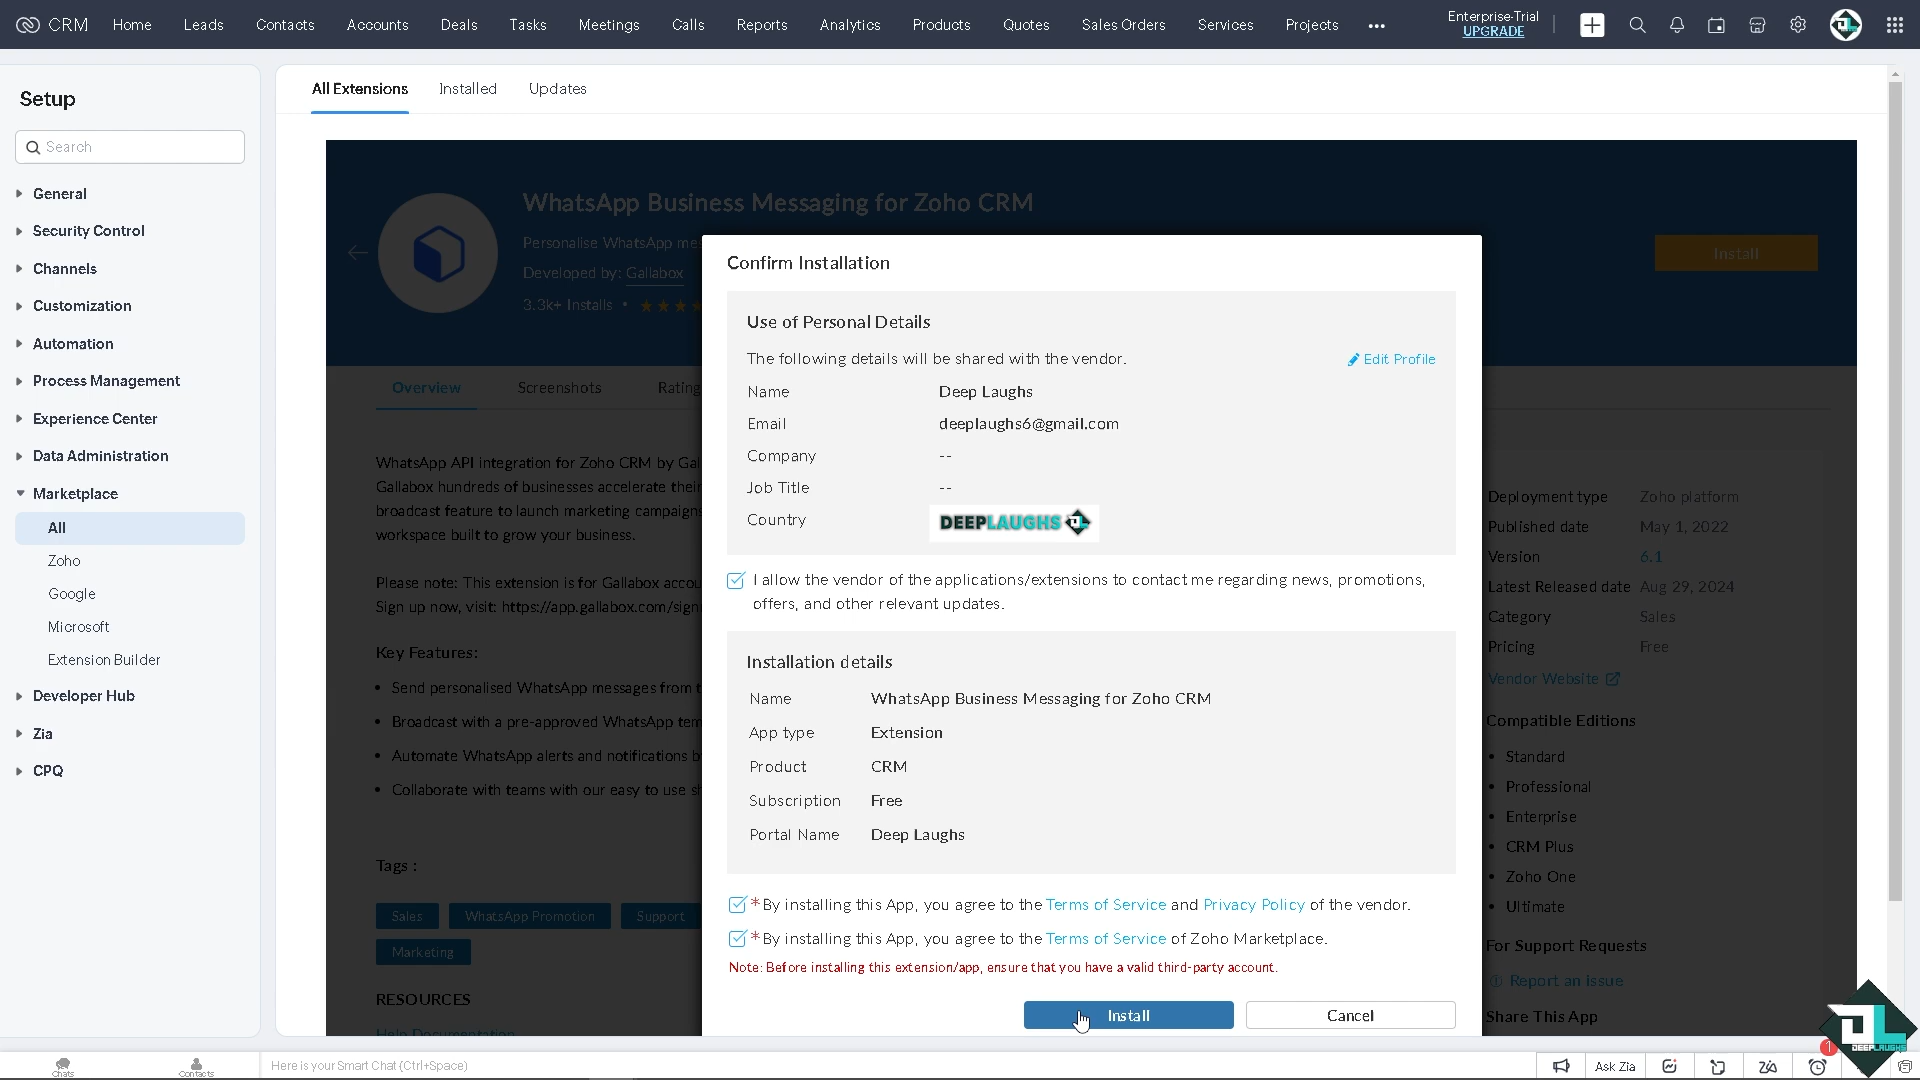 CRM
Home
Leads
Contacts
Accounts
Deals
Tasks
Meetings
Calls
Reports
Analytics
Products
Quotes
Sales Orders
Services
Projects
Enterprise-Trial
UPGRADE
Setup
Search
General
Security Control
Channels
Customization
Automation
Process Management
Experience Center
Data Administration
Marketplace
All
Zoho
Google
Microsoft
Extension Builder
Developer Hub
Zia
CPQ
All Extensions
Installed
Updates
WhatsApp Business Messaging for Zoho CRM
Personalise WhatsApp me
Developed by: Gallabox
3.3k+ Installs
Install
Overview
Screenshots
Rating
WhatsApp API integration for Zoho CRM by Gal
Gallabox hundreds of businesses accelerate their
broadcast feature to launch marketing campaigns
workspace built to grow your business.
Please note: This extension is for Gallabox accou
Sign up now, visit: https://app.gallabox.com/sign
Key Features:
• Send personalised WhatsApp messages from t
• Broadcast with a pre-approved WhatsApp tem
• Automate WhatsApp alerts and notifications b
• Collaborate with teams with our easy to use sh
Tags :
Sales
WhatsApp Promotion
Support
Marketing
RESOURCES
Help Documentation
Confirm Installation
Use of Personal Details
The following details will be shared with the vendor.
Edit Profile
Name Deep Laughs
Email deeplaughs6@gmail.com
Company --
Job Title --
Country DEEPLAUGHS DL
I allow the vendor of the applications/extensions to contact me regarding news, promotions,
offers, and other relevant updates.
Installation details
Name WhatsApp Business Messaging for Zoho CRM
App type Extension
Product CRM
Subscription Free
Portal Name Deep Laughs
*By installing this App, you agree to the Terms of Service and Privacy Policy of the vendor.
*By installing this App, you agree to the Terms of Service of Zoho Marketplace.
Note: Before installing this extension/app, ensure that you have a valid third-party account.
Install
Cancel
Deployment type Zoho platform
Published date May 1, 2022
Version 6.1
Latest Released date Aug 29, 2024
Category Sales
Pricing Free
Vendor Website
Compatible Editions
• Standard
• Professional
• Enterprise
• CRM Plus
• Zoho One
• Ultimate
For Support Requests
Report an issue
Share This App
DL
DEEPLAUGHS
1
Chats
Contacts
Here is your Smart Chat (Ctrl+Space)
Ask Zia